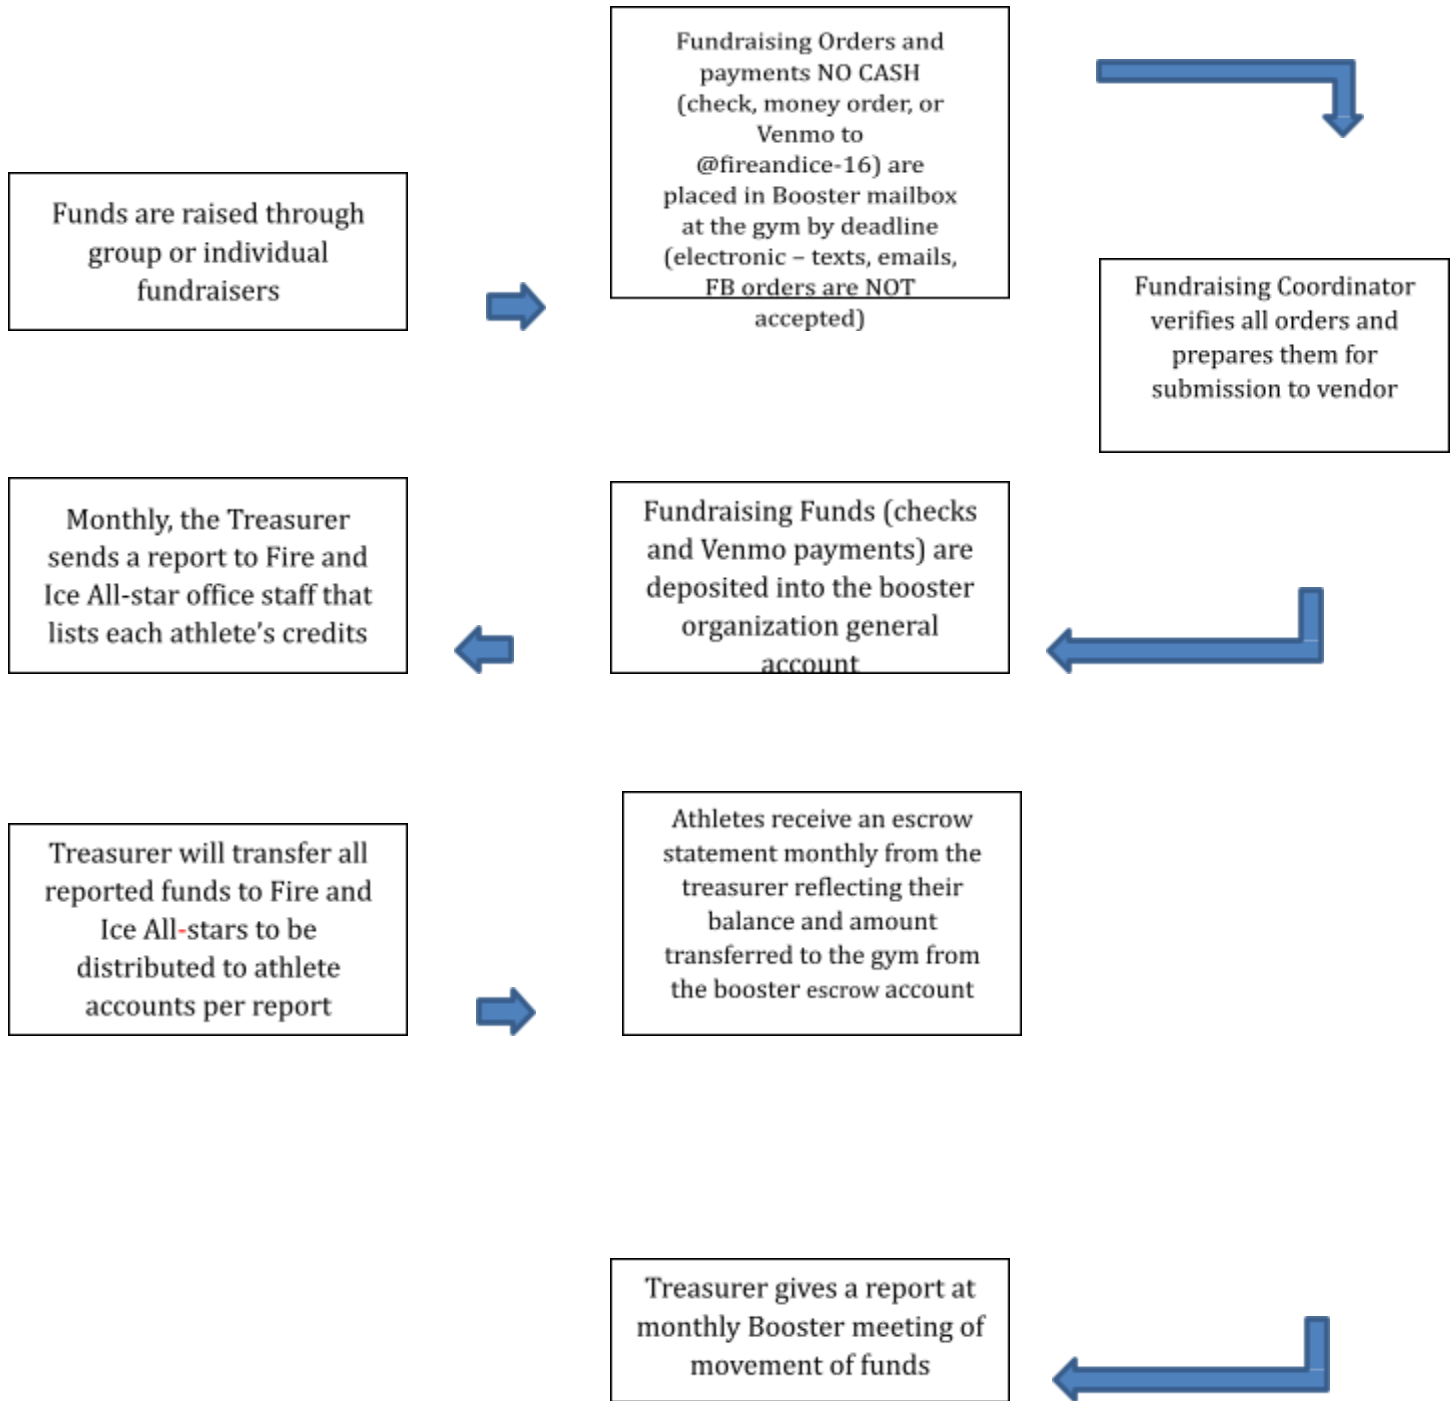 Funds are raised through
group or individual
fundraisers
Fundraising Orders and
payments NO CASH
(check, money order, or
Venmo to
@fireandice-16) are
placed in Booster mailbox
at the gym by deadline
(electronic – texts, emails,
FB orders are NOT
accepted)
Fundraising Coordinator
verifies all orders and
prepares them for
submission to vendor
Fundraising Funds (checks
and Venmo payments) are
deposited into the booster
organization general
account
Monthly, the Treasurer
sends a report to Fire and
Ice All-star office staff that
lists each athlete's credits
Treasurer will transfer all
reported funds to Fire and
Ice All-stars to be
distributed to athlete
accounts per report
Athletes receive an escrow
statement monthly from the
treasurer reflecting their
balance and amount
transferred to the gym from
the booster escrow account
Treasurer gives a report at
monthly Booster meeting of
movement of funds